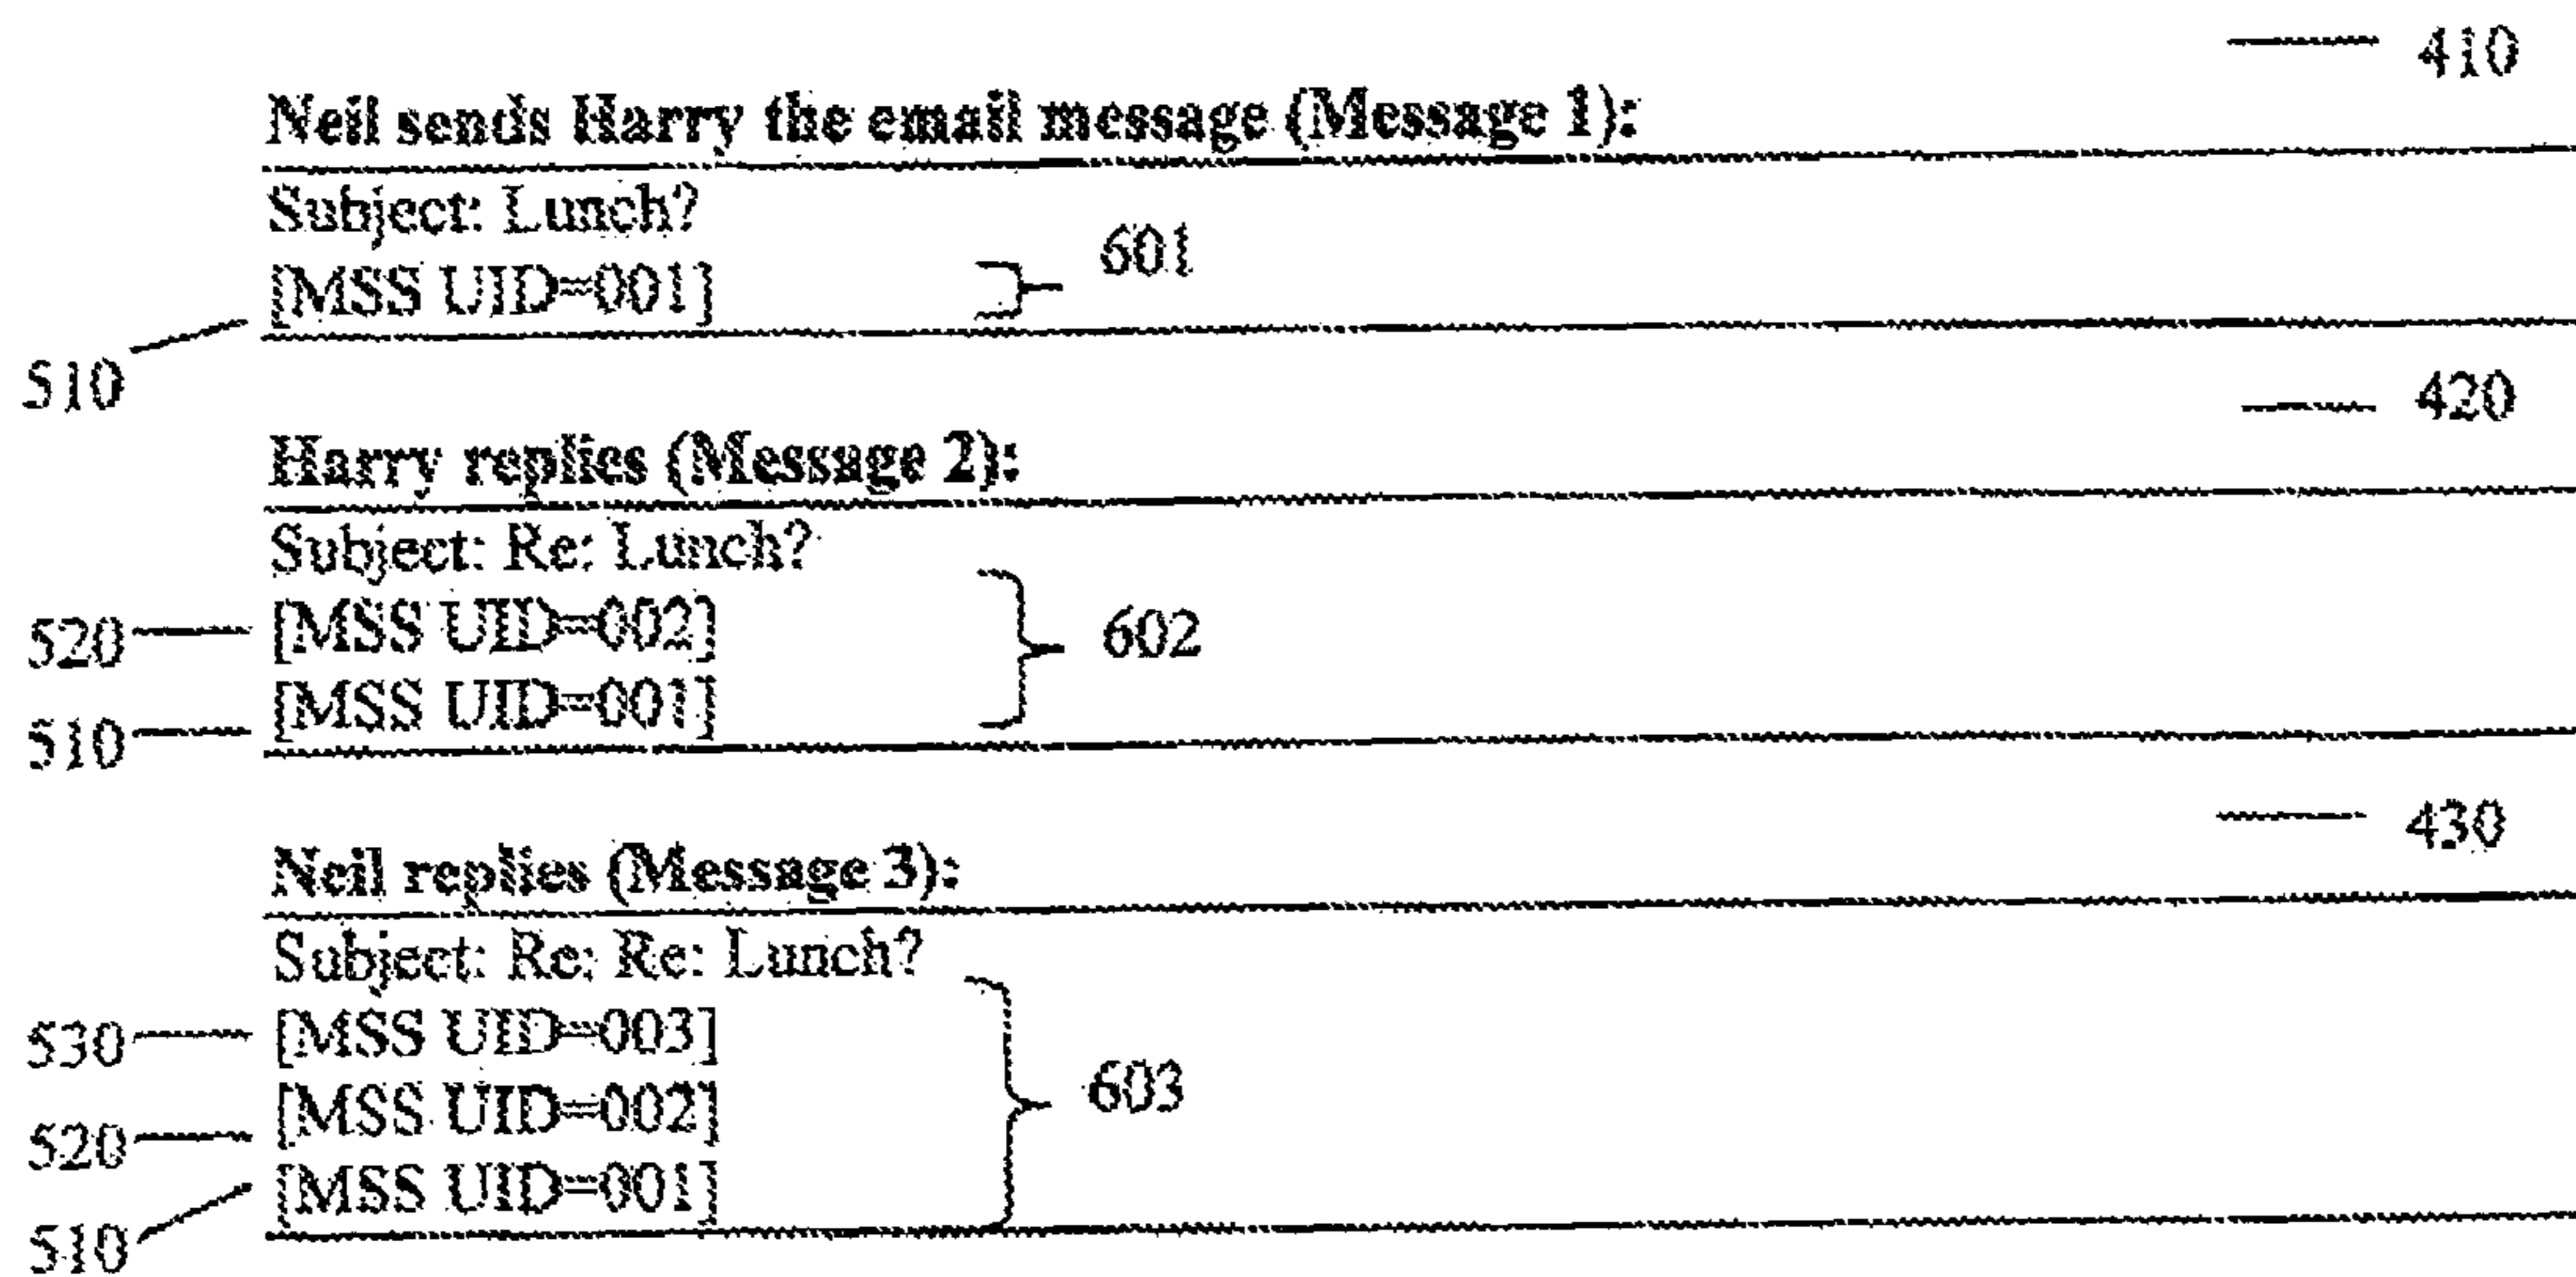 410
Neil sends Harry the email message (Message 1):
Subject: Lunch?
601
[MSS UID=001]
510
420
Harry replies (Message 2):
Subject: Re: Lunch?
520 [MSS UID=002]
602
510 [MSS UID=001]
430
Neil replies (Message 3):
Subject: Re: Re: Lunch?
530 [MSS UID=003]
603
520 [MSS UID=002]
510 [MSS UID=001]